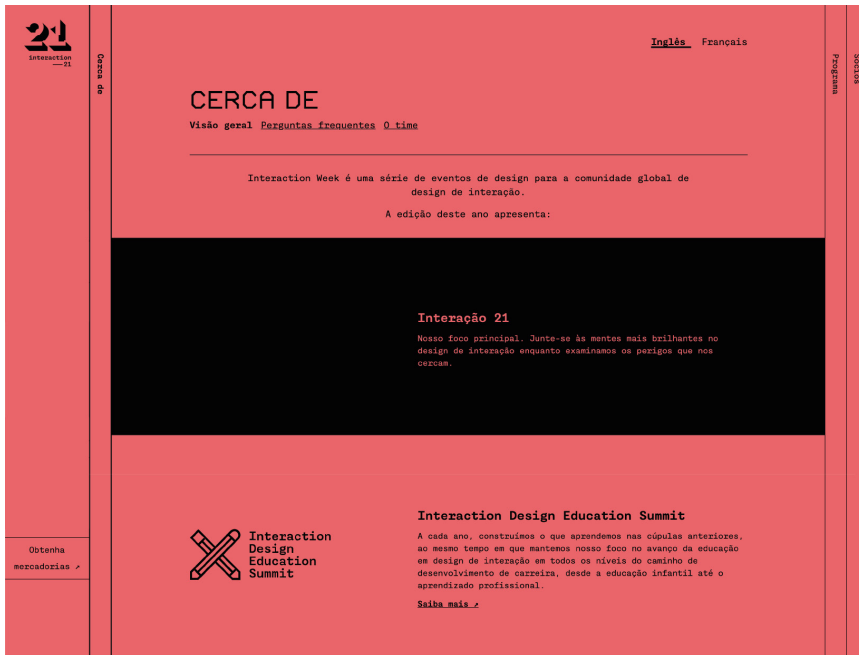 21
interaction
—21
Cerca de
Inglês Français
CERCA DE
Visão geral Perguntas frequentes O time
Interaction Week é uma série de eventos de design para a comunidade global de
design de interação.
A edição deste ano apresenta:
Interação 21
Nosso foco principal. Junte-se às mentes mais brilhantes no
design de interação enquanto examinamos os perigos que nos
cercam.
Interaction
Design
Education
Summit
Interaction Design Education Summit
A cada ano, construímos o que aprendemos nas cúpulas anteriores,
ao mesmo tempo em que mantemos nosso foco no avanço da educação
em design de interação em todos os níveis do caminho de
desenvolvimento de carreira, desde a educação infantil até o
aprendizado profissional.
Saiba mais ↗
Obtenha
mercadorias ↗
Programa
Sócios